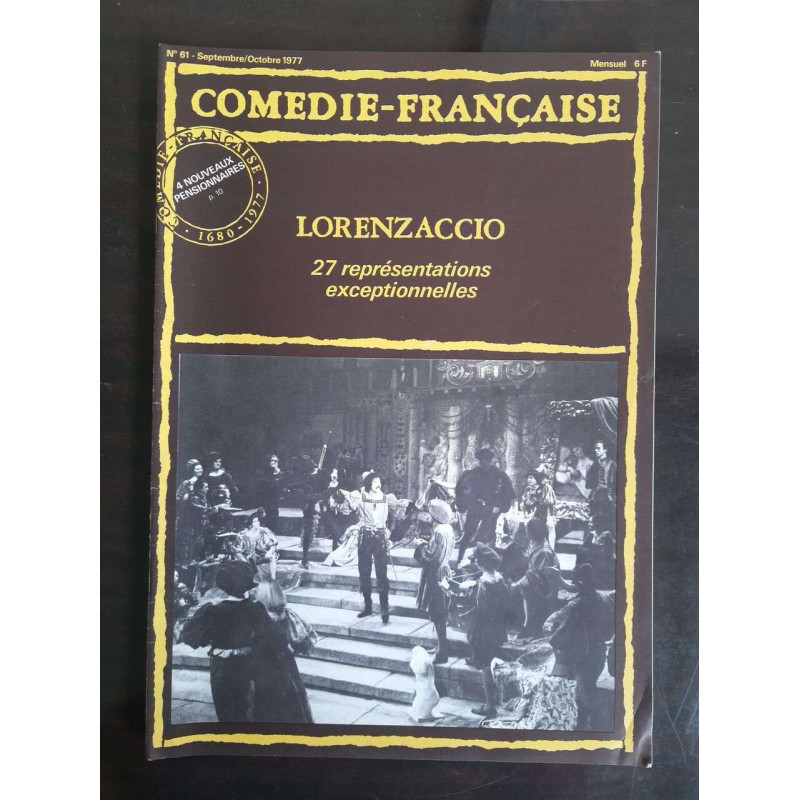 N° 61 - Septembre/Octobre 1977
Mensuel 6 F
COMEDIE-FRANÇAISE
COMÉDIE-FRANÇAISE · 1680-1977 ·
4 NOUVEAUX
PENSIONNAIRES
p. 10
LORENZACCIO
27 représentations
exceptionnelles